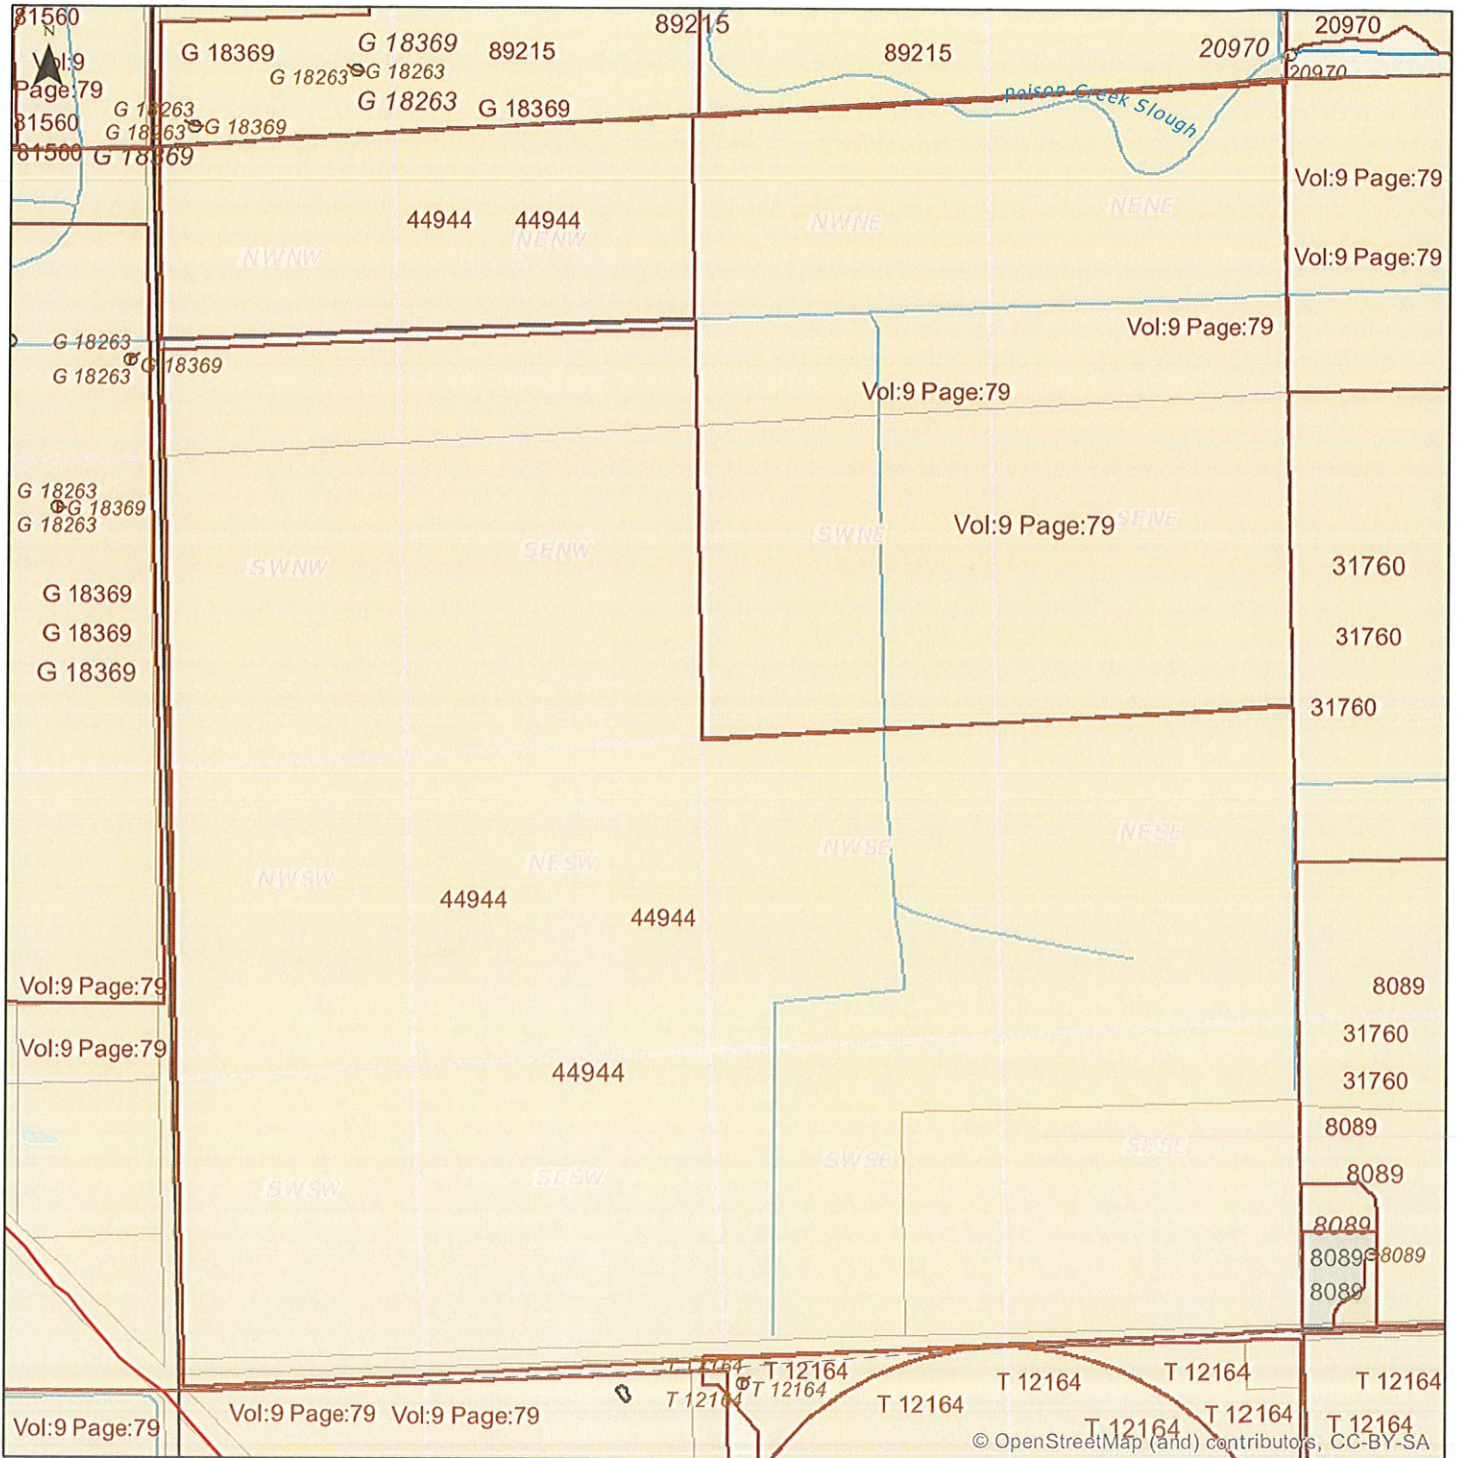 81560
N
Vol:9
Page:79
81560
81560
G 18263
G 18263
G 18369
G 18369
G 18369
G 18369
G 18263
G 18263
G 18263
89215
G 18369
89215
89215
20970
20970
20970
Poison Creek Slough
Vol:9 Page:79
Vol:9 Page:79
44944
44944
NWNW
NENW
NWNE
NENE
G 18263
G 18369
G 18263
Vol:9 Page:79
Vol:9 Page:79
G 18263
G 18369
G 18263
Vol:9 Page:79
SWNW
SENW
SWNE
SENE
31760
31760
31760
G 18369
G 18369
G 18369
NWSW
NESW
NWSE
NESE
44944
44944
Vol:9 Page:79
Vol:9 Page:79
44944
8089
31760
31760
8089
8089
8089
8089
8089
8089
SWSW
SESW
SWSE
SESE
T 12164
T 12164
T 12164
T 12164
T 12164
T 12164
T 12164
T 12164
T 12164
T 12164
T 12164
Vol:9 Page:79
Vol:9 Page:79
Vol:9 Page:79
© OpenStreetMap (and) contributors, CC-BY-SA